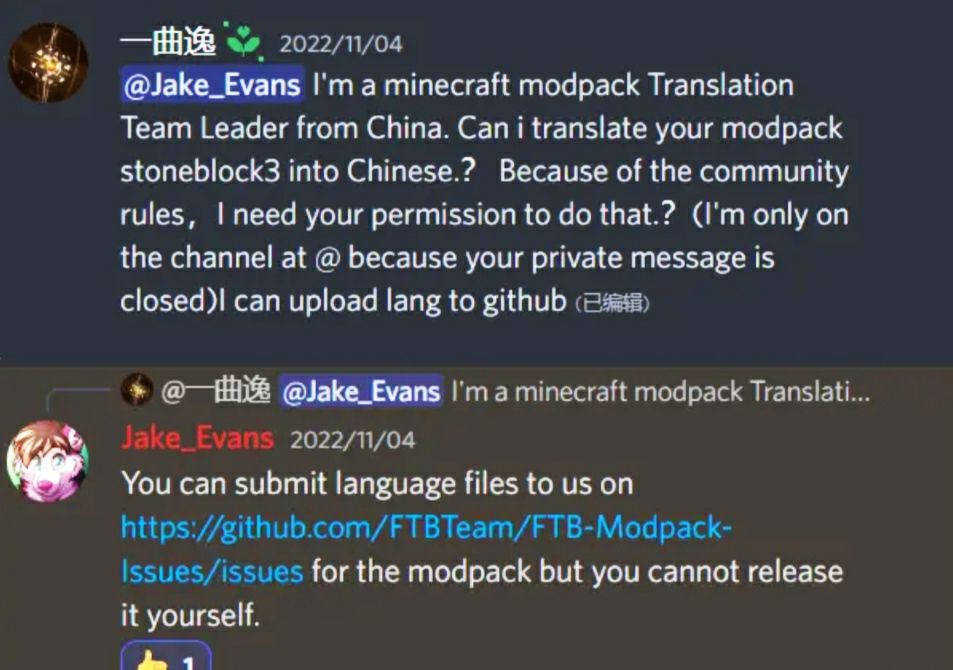 一曲逸 2022/11/04
@Jake_Evans I'm a minecraft modpack Translation
Team Leader from China. Can i translate your modpack
stoneblock3 into Chinese.？ Because of the community
rules， I need your permission to do that.？（I'm only on
the channel at @ because your private message is
closed)I can upload lang to github (已编辑)
@一曲逸 @Jake_Evans I'm a minecraft modpack Translati...
Jake_Evans 2022/11/04
You can submit language files to us on
https://github.com/FTBTeam/FTB-Modpack-
Issues/issues for the modpack but you cannot release
it yourself.
1